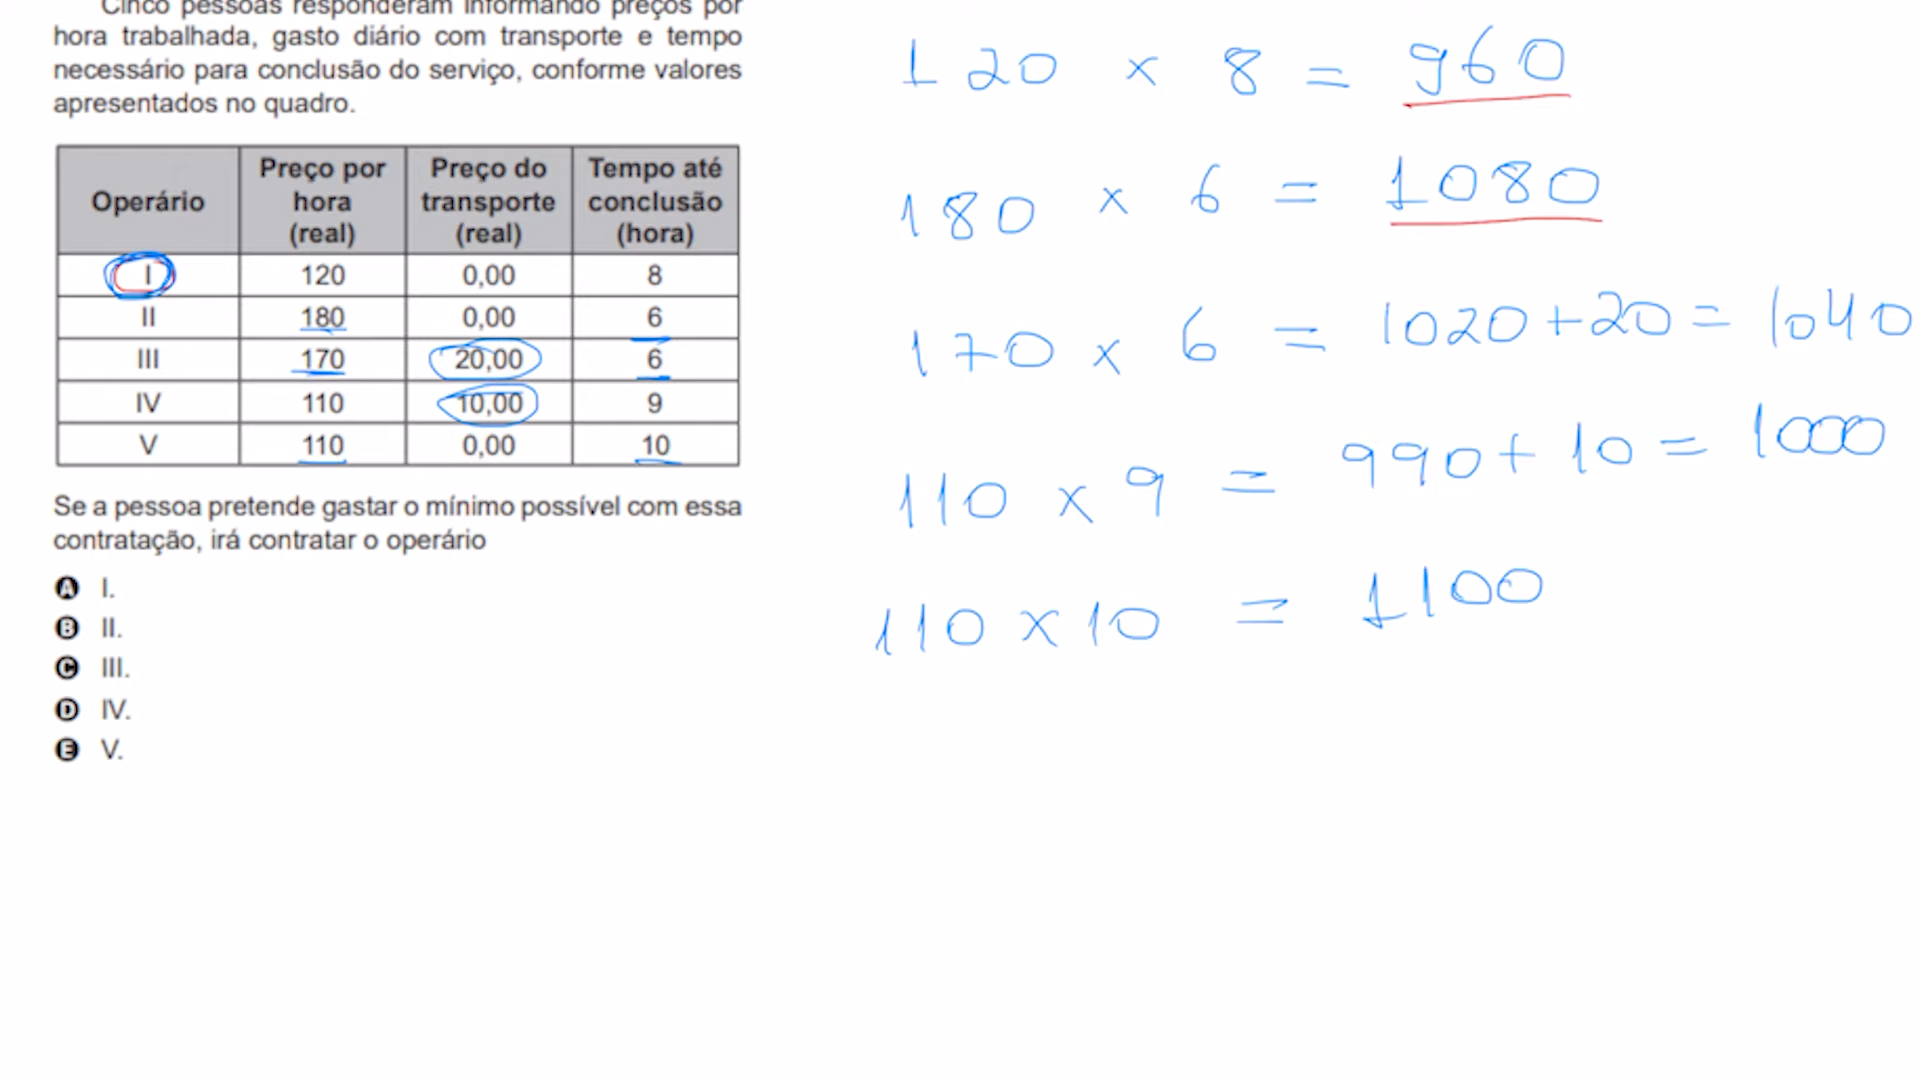 Cinco pessoas responderam informando preços por
hora trabalhada, gasto diário com transporte e tempo
necessário para conclusão do serviço, conforme valores
apresentados no quadro.
Operário Preço por hora (real) Preço do transporte (real) Tempo até conclusão (hora)
I 120 0,00 8
II 180 0,00 6
III 170 20,00 6
IV 110 10,00 9
V 110 0,00 10
Se a pessoa pretende gastar o mínimo possível com essa
contratação, irá contratar o operário
A I.
B II.
C III.
D IV.
E V.
120 x 8 = 960
180 x 6 = 1080
170 x 6 = 1020 + 20 = 1040
110 x 9 = 990 + 10 = 1000
110 x 10 = 1100